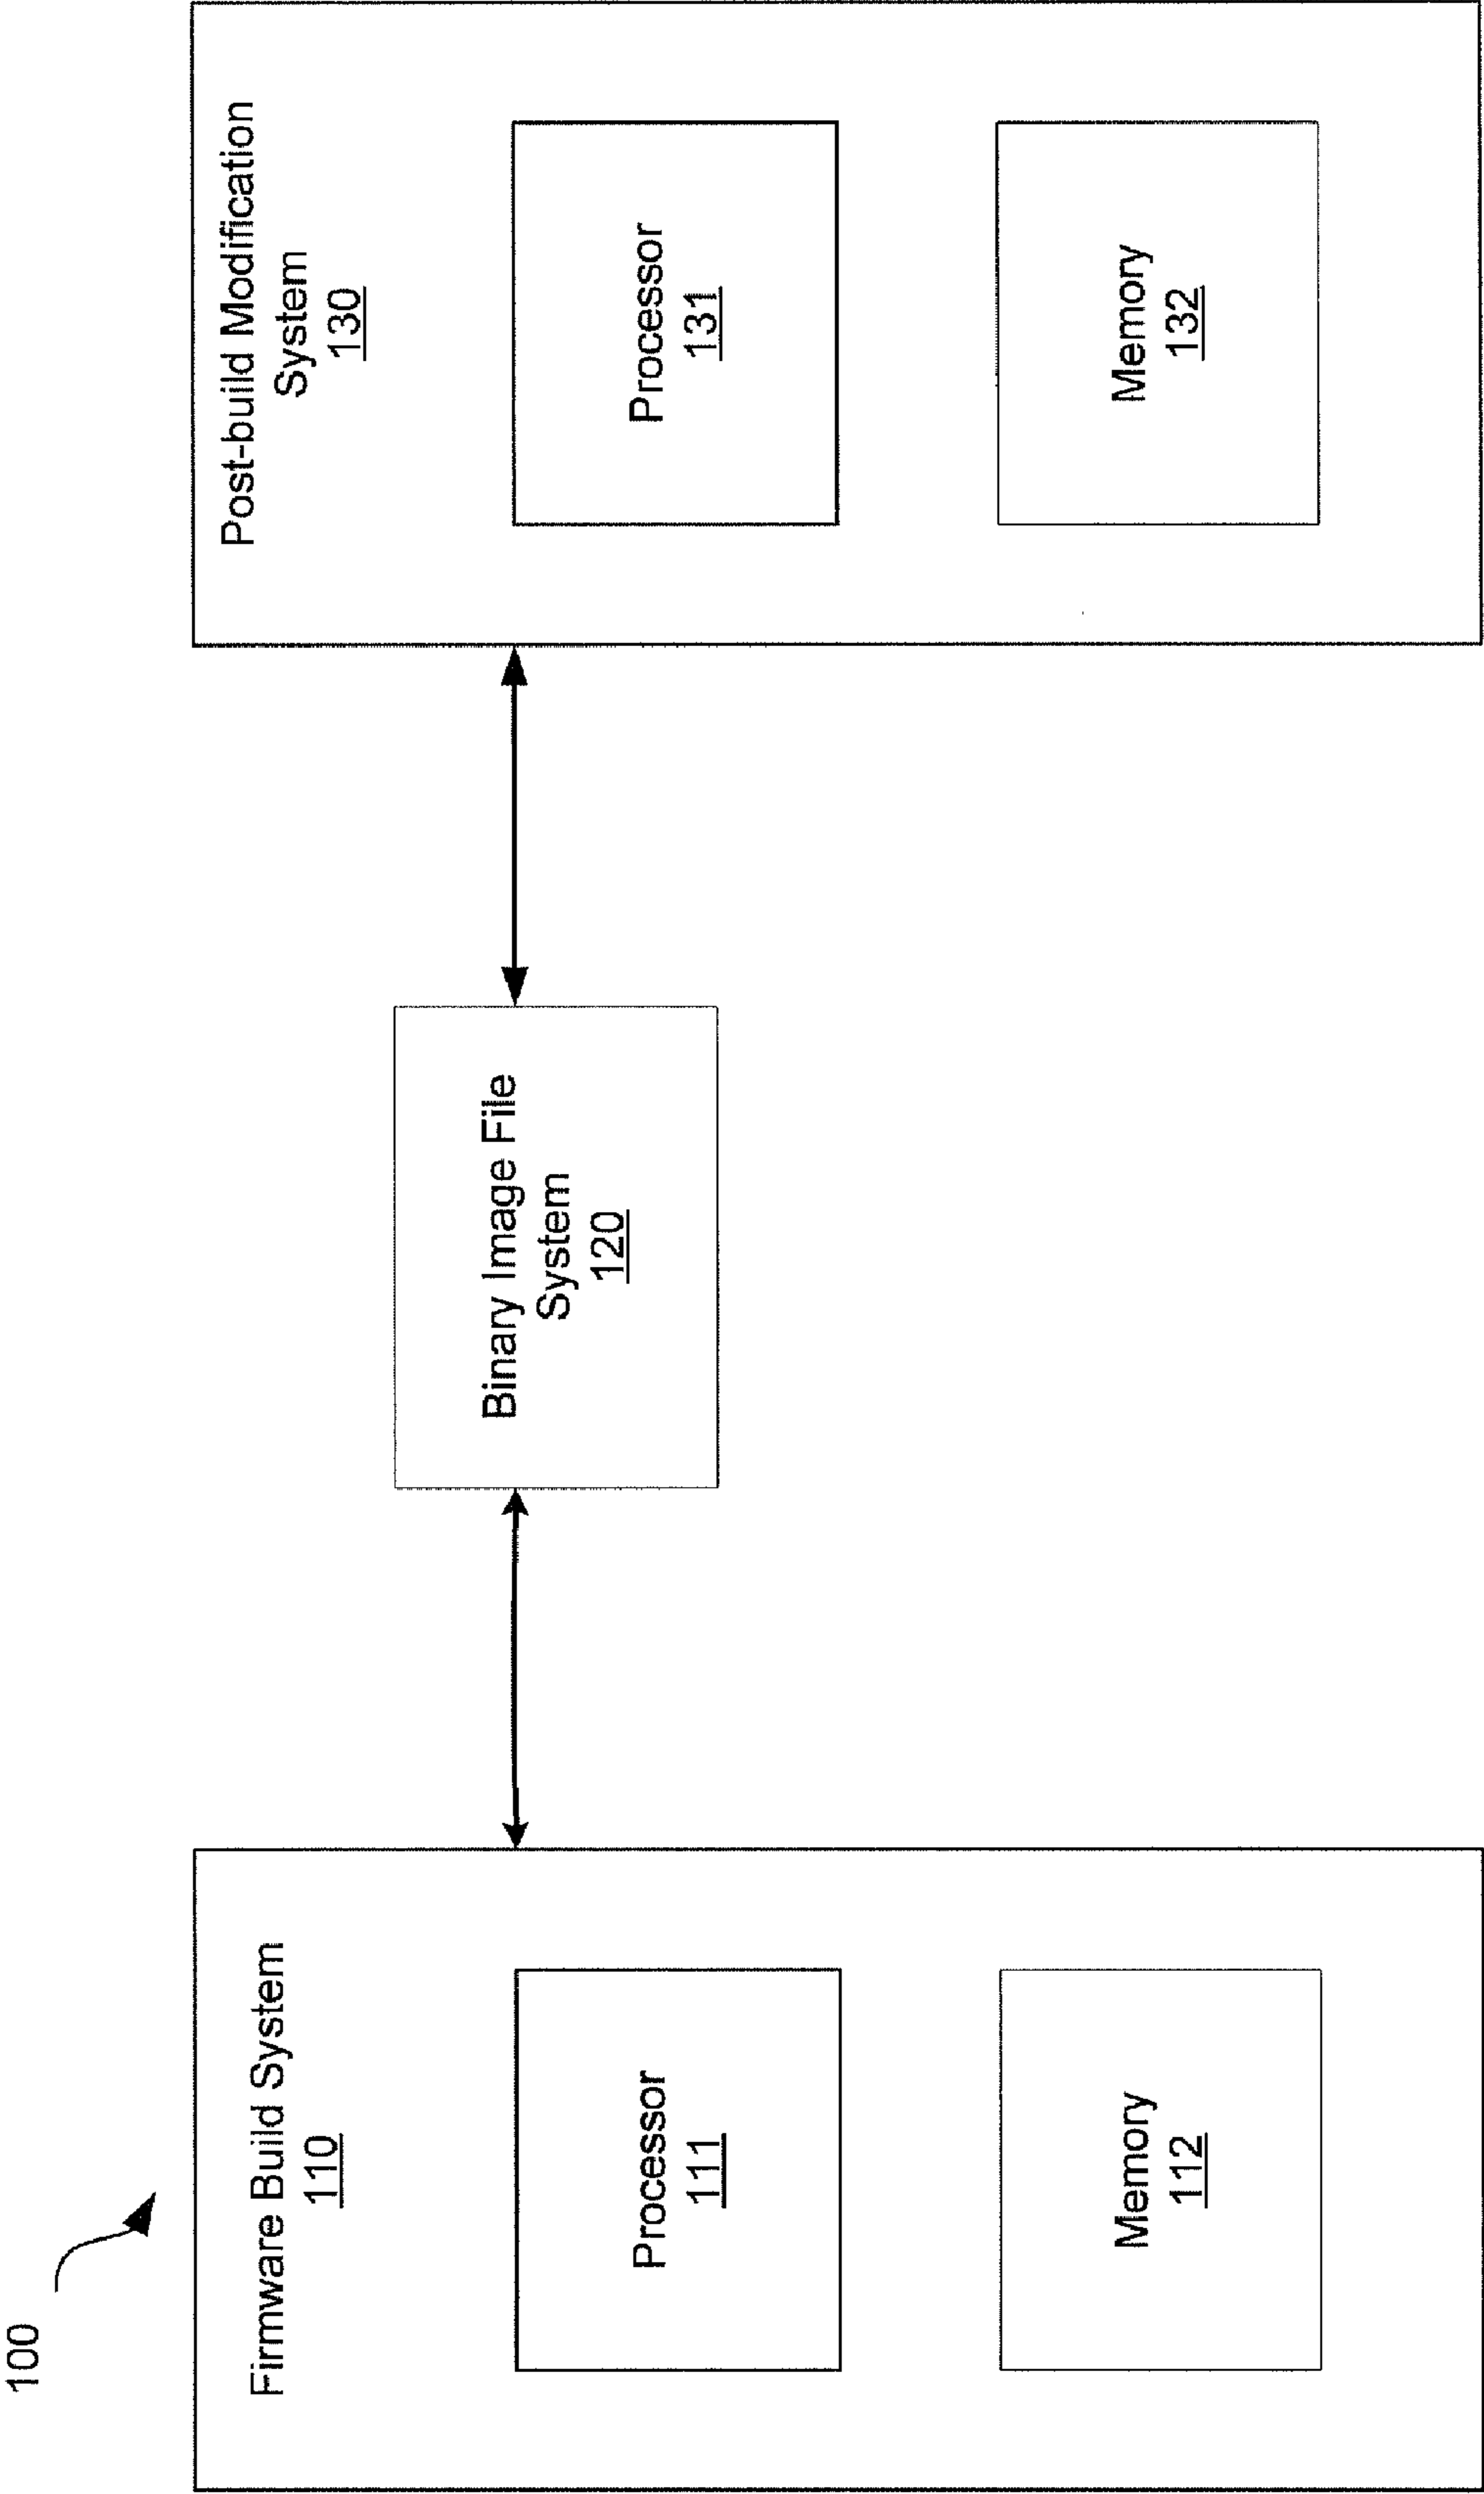 100
Firmware Build System
110
Processor
111
Memory
112
Binary Image File
System
120
Post-build Modification
System
130
Processor
131
Memory
132